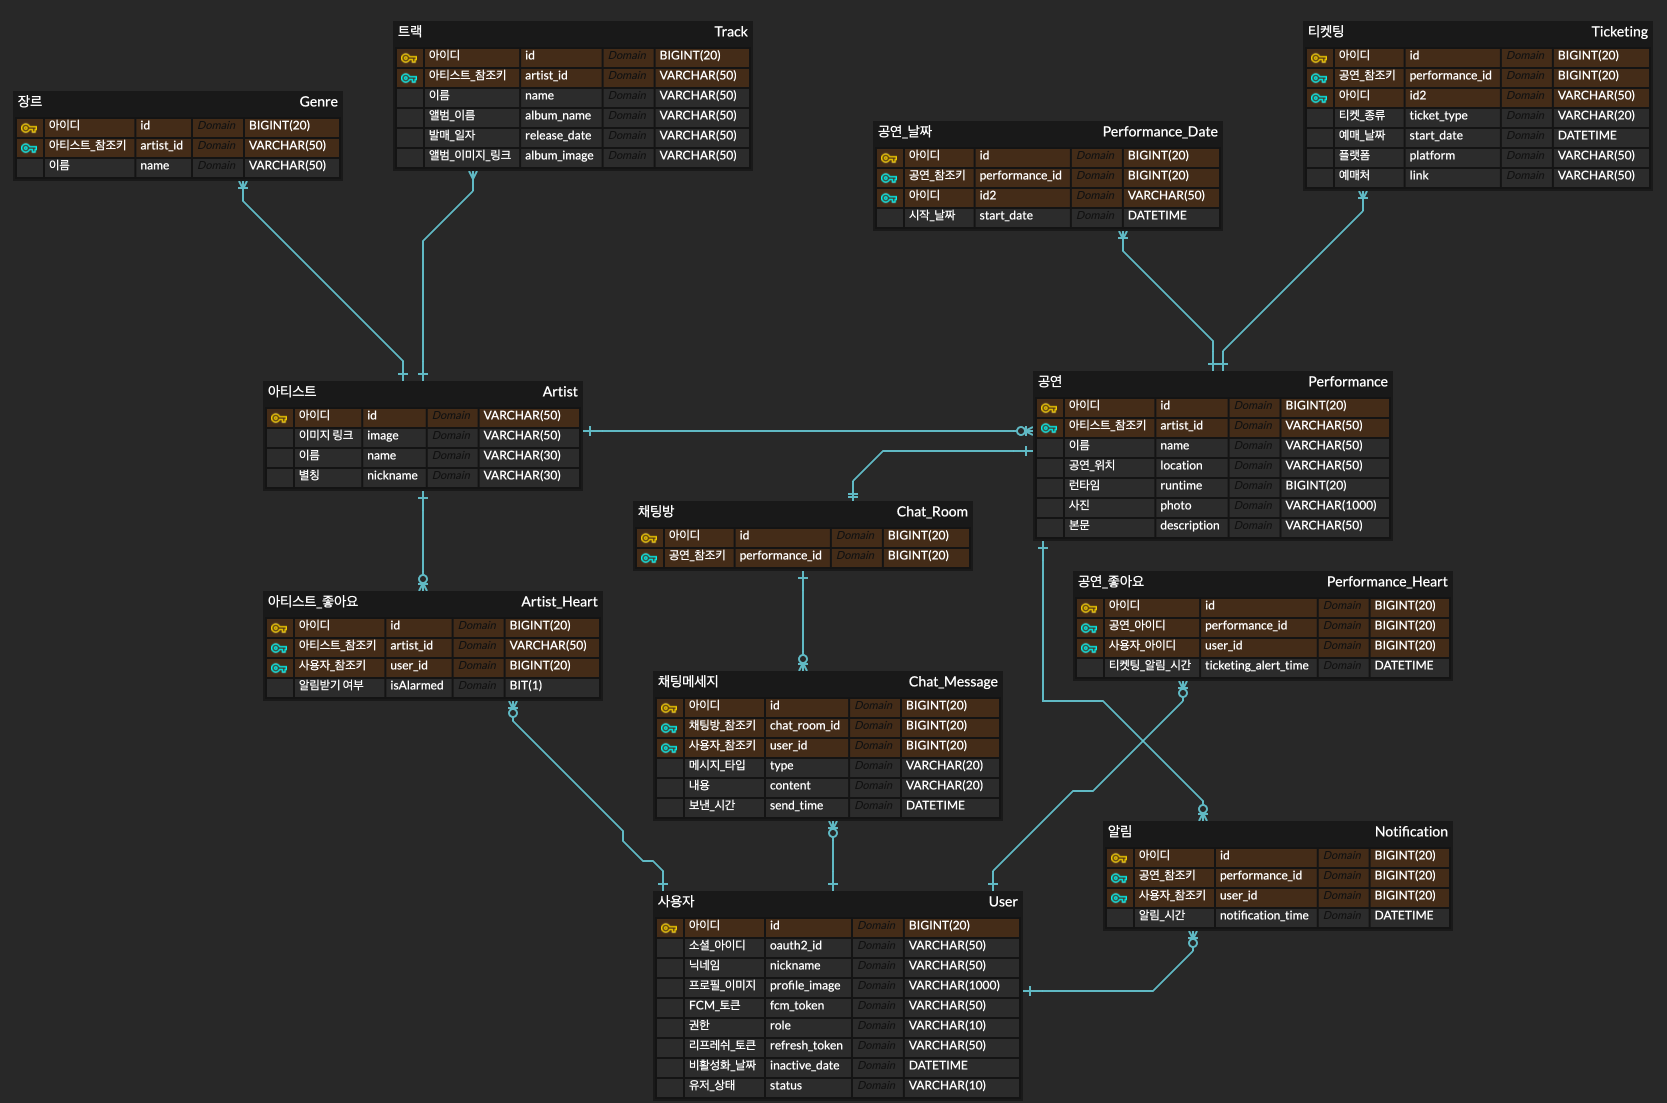 트랙 Track
아이디 id Domain BIGINT(20)
아티스트_참조키 artist_id Domain VARCHAR(50)
이름 name Domain VARCHAR(50)
앨범_이름 album_name Domain VARCHAR(50)
발매_일자 release_date Domain VARCHAR(50)
앨범_이미지_링크 album_image Domain VARCHAR(50)
티켓팅 Ticketing
아이디 id Domain BIGINT(20)
공연_참조키 performance_id Domain BIGINT(20)
아이디 id2 Domain VARCHAR(50)
티켓_종류 ticket_type Domain VARCHAR(20)
예매_날짜 start_date Domain DATETIME
플랫폼 platform Domain VARCHAR(50)
예매처 link Domain VARCHAR(50)
장르 Genre
아이디 id Domain BIGINT(20)
아티스트_참조키 artist_id Domain VARCHAR(50)
이름 name Domain VARCHAR(50)
공연_날짜 Performance_Date
아이디 id Domain BIGINT(20)
공연_참조키 performance_id Domain BIGINT(20)
아이디 id2 Domain VARCHAR(50)
시작_날짜 start_date Domain DATETIME
아티스트 Artist
아이디 id Domain VARCHAR(50)
이미지 링크 image Domain VARCHAR(50)
이름 name Domain VARCHAR(30)
별칭 nickname Domain VARCHAR(30)
공연 Performance
아이디 id Domain BIGINT(20)
아티스트_참조키 artist_id Domain VARCHAR(50)
이름 name Domain VARCHAR(50)
공연_위치 location Domain VARCHAR(50)
런타임 runtime Domain BIGINT(20)
사진 photo Domain VARCHAR(1000)
본문 description Domain VARCHAR(50)
채팅방 Chat_Room
아이디 id Domain BIGINT(20)
공연_참조키 performance_id Domain BIGINT(20)
아티스트_좋아요 Artist_Heart
아이디 id Domain BIGINT(20)
아티스트_참조키 artist_id Domain VARCHAR(50)
사용자_참조키 user_id Domain BIGINT(20)
알림받기 여부 isAlarmed Domain BIT(1)
공연_좋아요 Performance_Heart
아이디 id Domain BIGINT(20)
공연_아이디 performance_id Domain BIGINT(20)
사용자_아이디 user_id Domain BIGINT(20)
티켓팅_알림_시간 ticketing_alert_time Domain DATETIME
채팅메세지 Chat_Message
아이디 id Domain BIGINT(20)
채팅방_참조키 chat_room_id Domain BIGINT(20)
사용자_참조키 user_id Domain BIGINT(20)
메시지_타입 type Domain VARCHAR(20)
내용 content Domain VARCHAR(20)
보낸_시간 send_time Domain DATETIME
알림 Notification
아이디 id Domain BIGINT(20)
공연_참조키 performance_id Domain BIGINT(20)
사용자_참조키 user_id Domain BIGINT(20)
알림_시간 notification_time Domain DATETIME
사용자 User
아이디 id Domain BIGINT(20)
소셜_아이디 oauth2_id Domain VARCHAR(50)
닉네임 nickname Domain VARCHAR(50)
프로필_이미지 profile_image Domain VARCHAR(1000)
FCM_토큰 fcm_token Domain VARCHAR(50)
권한 role Domain VARCHAR(10)
리프레쉬_토큰 refresh_token Domain VARCHAR(50)
비활성화_날짜 inactive_date Domain DATETIME
유저_상태 status Domain VARCHAR(10)